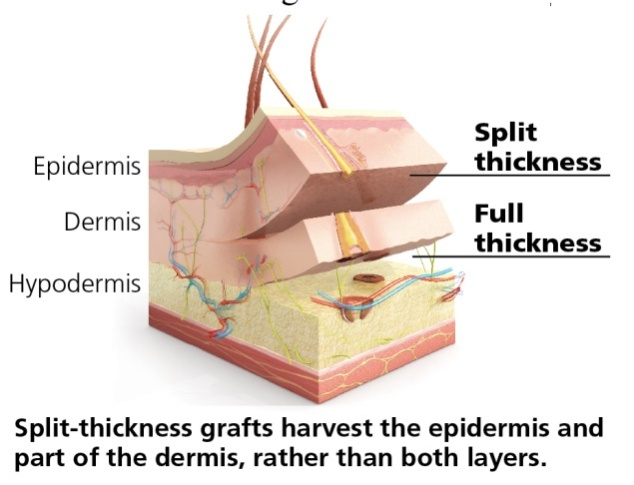 Epidermis
Dermis
Hypodermis
Split
thickness
Full
thickness
Split-thickness grafts harvest the epidermis and
part of the dermis, rather than both layers.